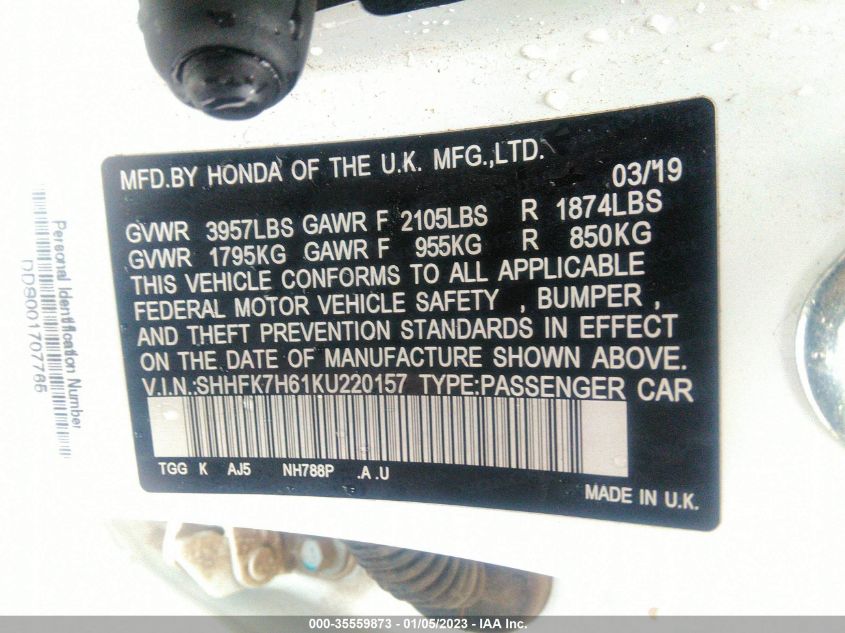 MFD.BY HONDA OF THE U.K. MFG.,LTD.
03/'19
GVWR 3957LBS GAWR F 2105LBS R 1874LBS
GVWR 1795KG GAWR F 955KG R 850KG
THIS VEHICLE CONFORMS TO ALL APPLICABLE
FEDERAL MOTOR VEHICLE SAFETY , BUMPER ,
AND THEFT PREVENTION STANDARDS IN EFFECT
ON THE DATE OF MANUFACTURE SHOWN ABOVE.
V.I.N.:SHHFK7H61KU220157 TYPE:PASSENGER CAR
TGG K AJ5 NH788P .A .U
MADE IN U.K.
Personal Identification Number
DDS001707785
000-35559873 - 01/05/2023 - IAA Inc.